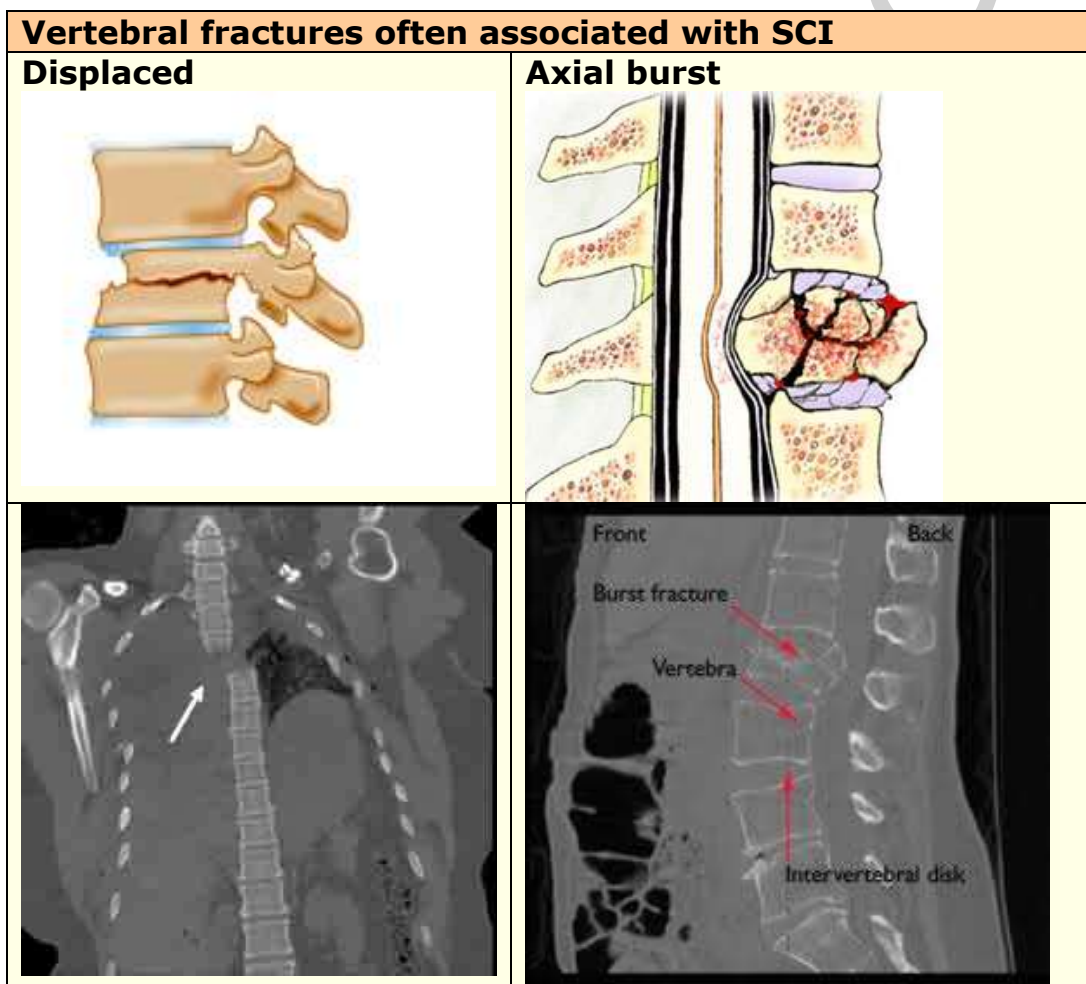 Vertebral fractures often associated with SCI
Displaced
Axial burst
Front
Back
Burst fracture
Vertebra
Intervertebral disk